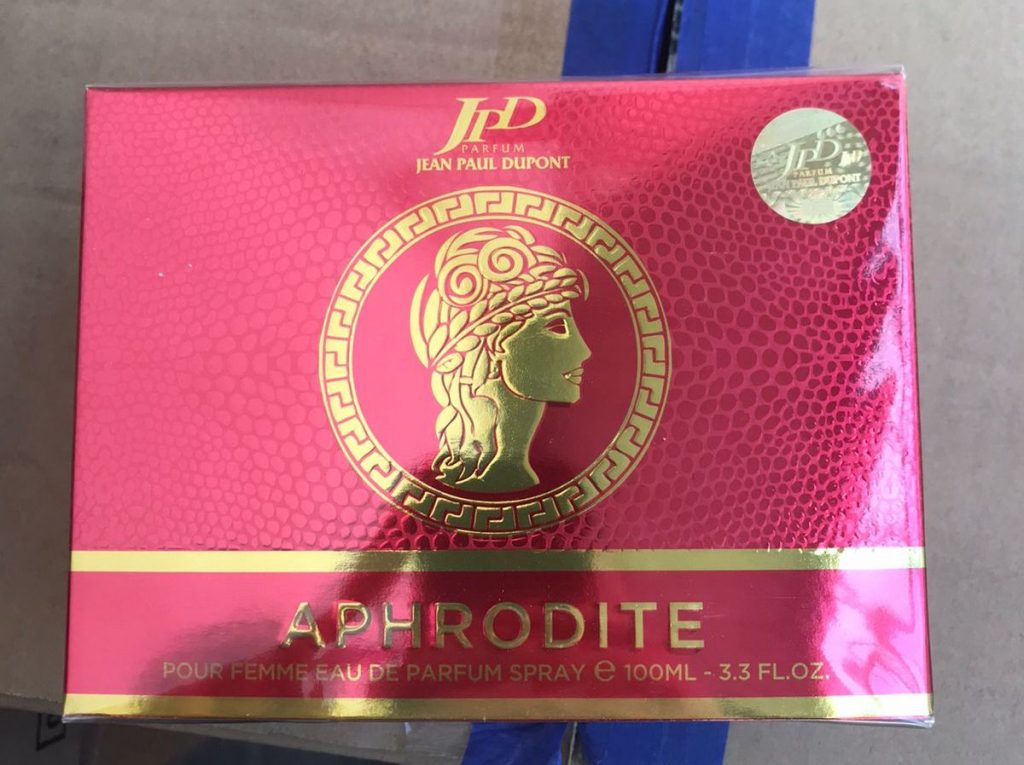 JPD
PARFUM
JEAN PAUL DUPONT
JPD
PARFUM
JEAN PAUL DUPONT
APHRODITE
POUR FEMME EAU DE PARFUM SPRAY ℮ 100ML - 3.3 FL.OZ.